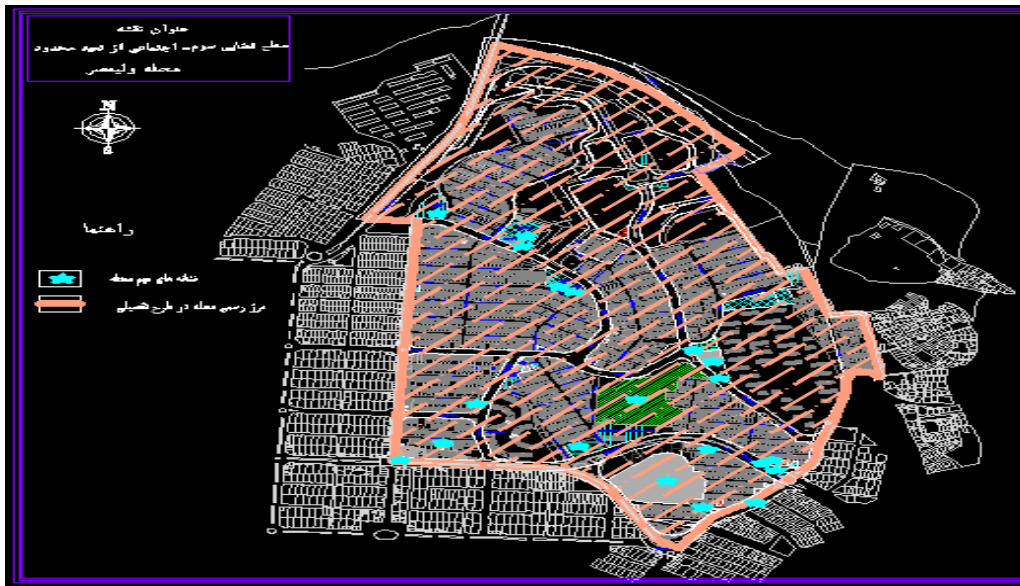 عنوان نقشه
سطح فضایی سوم- اجتماعی از تعهد محدود
محله ولیعصر
N
S
راهنما
نشانه های مهم محله
مرز رسمی محله در طرح تفصیلی